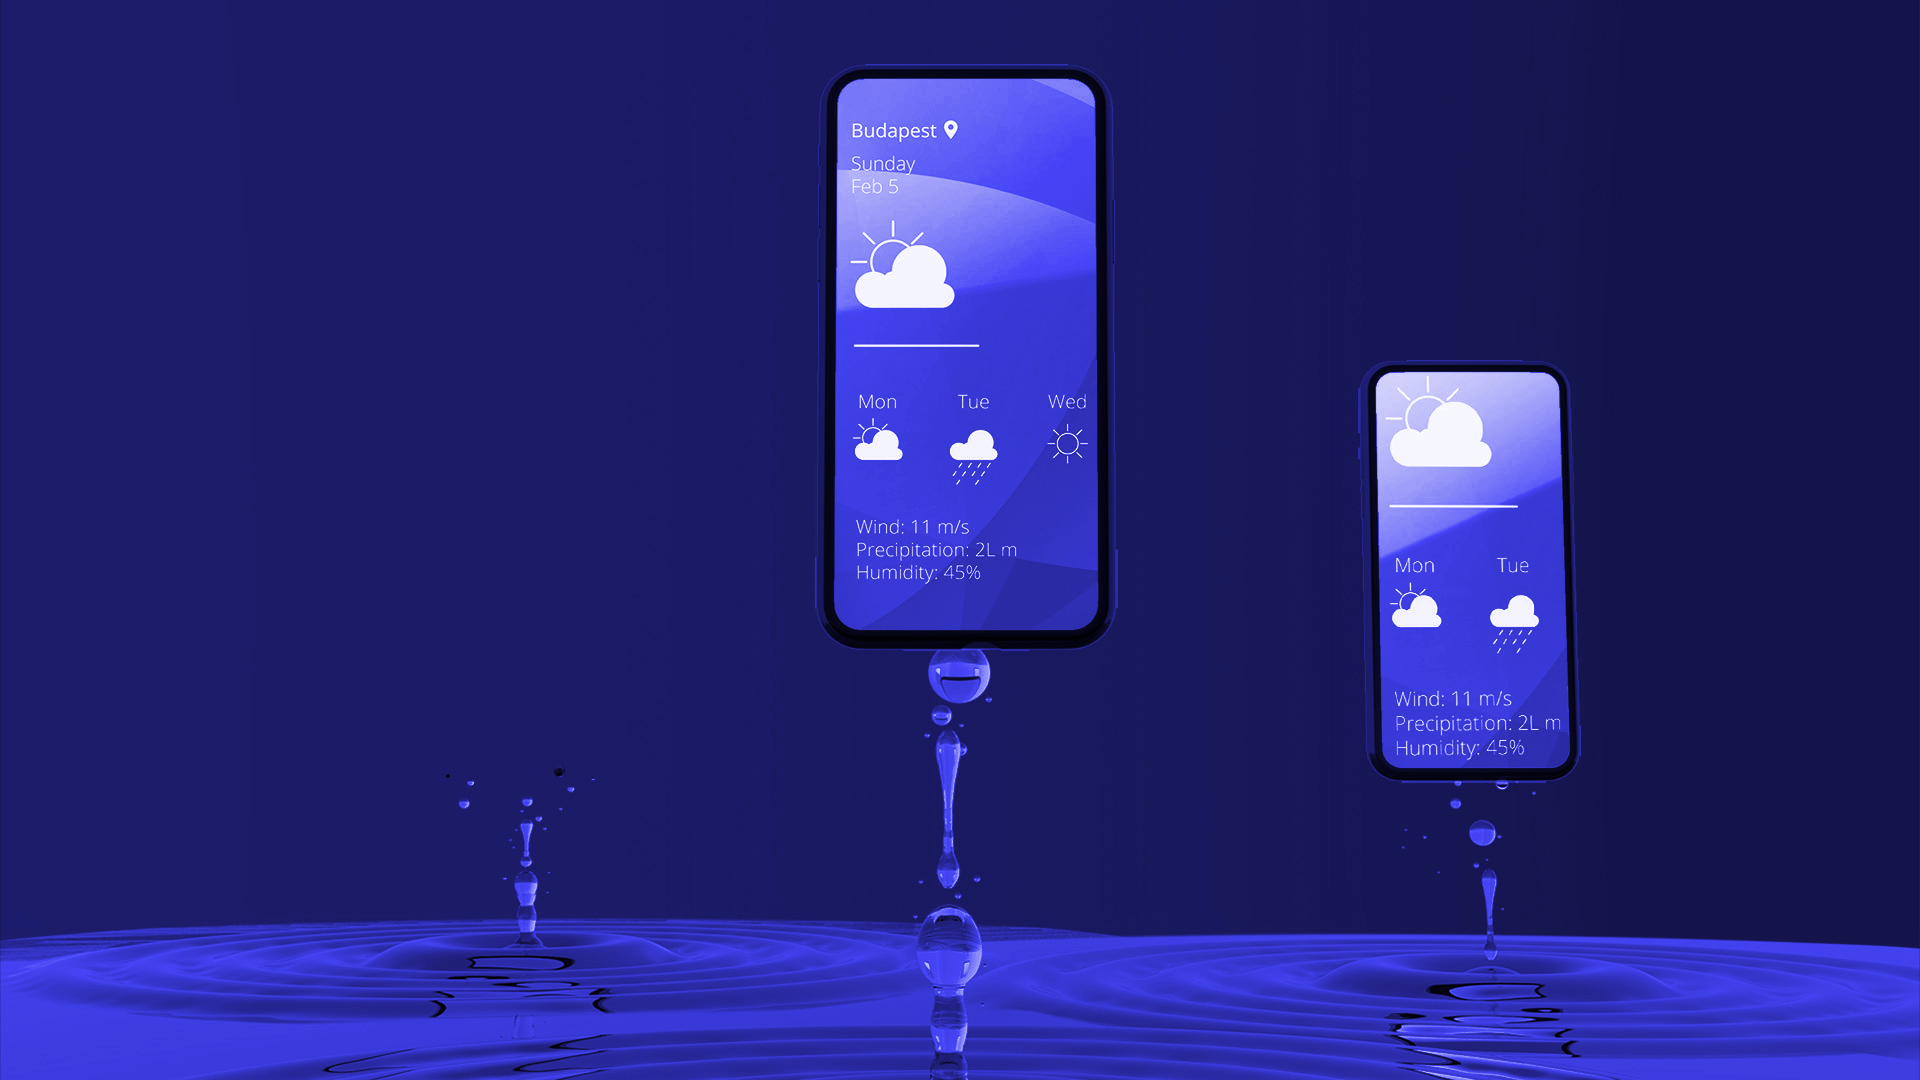 Budapest
Sunday
Feb 5
Mon Tue Wed
Wind: 11 m/s
Precipitation: 2L m
Humidity: 45%
Mon Tue
Wind: 11 m/s
Precipitation: 2L m
Humidity: 45%